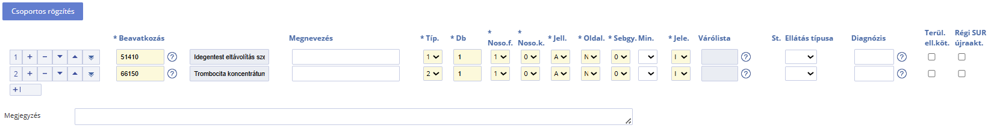 Csoportos rögzítés
* Beavatkozás Megnevezés * Típ. * Db * Noso.f. * Noso.k. * Jell. * Oldal. * Sebgy. Min. * Jele. Várólista St. Ellátás típusa Diagnózis Terül. ell.köt. Régi SUR újraakt.
1 + − 51410 ? Idegentest eltávolítás sze 1 1 1 0 A N 0 I ? ?
2 + − 66150 ? Trombocita koncentrátum 2 1 1 0 A N 0 I ? ?
+ I
Megjegyzés